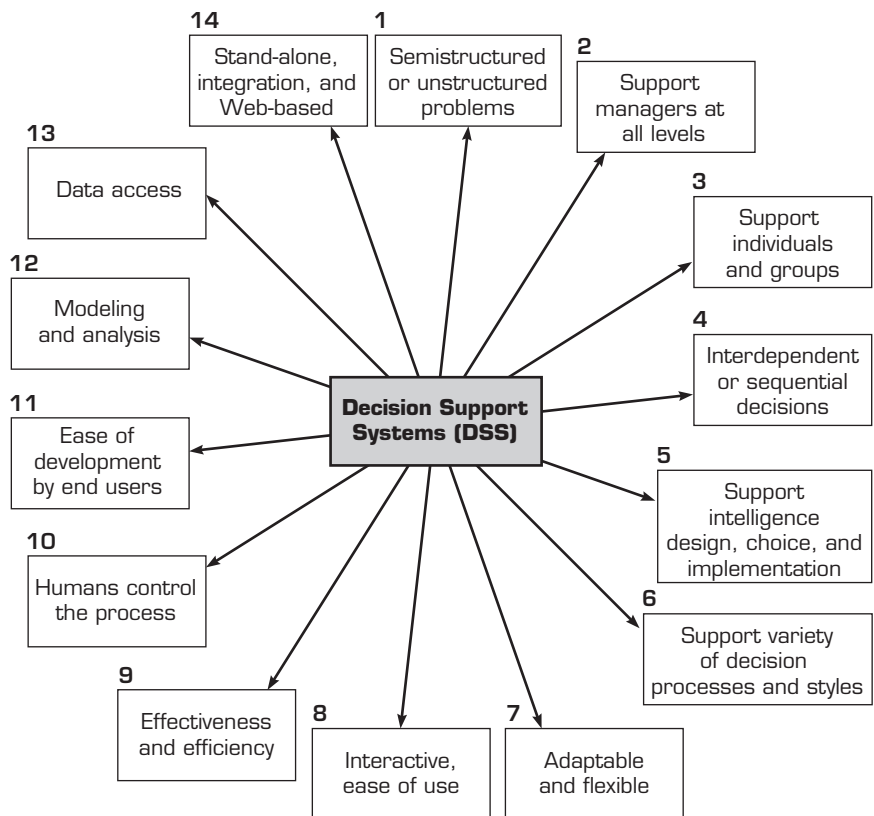 14
Stand-alone,
integration, and
Web-based
1
Semistructured
or unstructured
problems
2
Support
managers at
all levels
3
Support
individuals
and groups
4
Interdependent
or sequential
decisions
5
Support
intelligence
design, choice, and
implementation
6
Support variety
of decision
processes and styles
7
Adaptable
and flexible
8
Interactive,
ease of use
9
Effectiveness
and efficiency
10
Humans control
the process
11
Ease of
development
by end users
12
Modeling
and analysis
13
Data access
Decision Support
Systems (DSS)